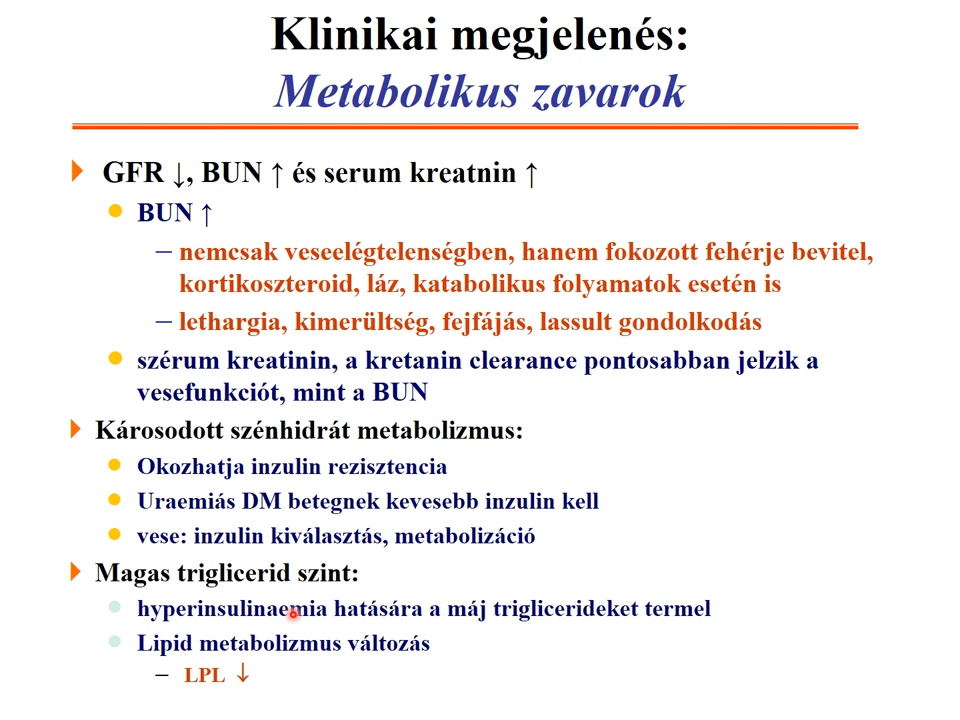 Klinikai megjelenés:
Metabolikus zavarok
GFR ↓, BUN ↑ és serum kreatnin ↑
BUN ↑
– nemcsak veseelégtelenségben, hanem fokozott fehérje bevitel,
kortikoszteroid, láz, katabolikus folyamatok esetén is
– lethargia, kimerültség, fejfájás, lassult gondolkodás
szérum kreatinin, a kretanin clearance pontosabban jelzik a
vesefunkciót, mint a BUN
Károsodott szénhidrát metabolizmus:
Okozhatja inzulin rezisztencia
Uraemiás DM betegnek kevesebb inzulin kell
vese: inzulin kiválasztás, metabolizáció
Magas triglicerid szint:
hyperinsulinaemia hatására a máj triglicerideket termel
Lipid metabolizmus változás
– LPL ↓